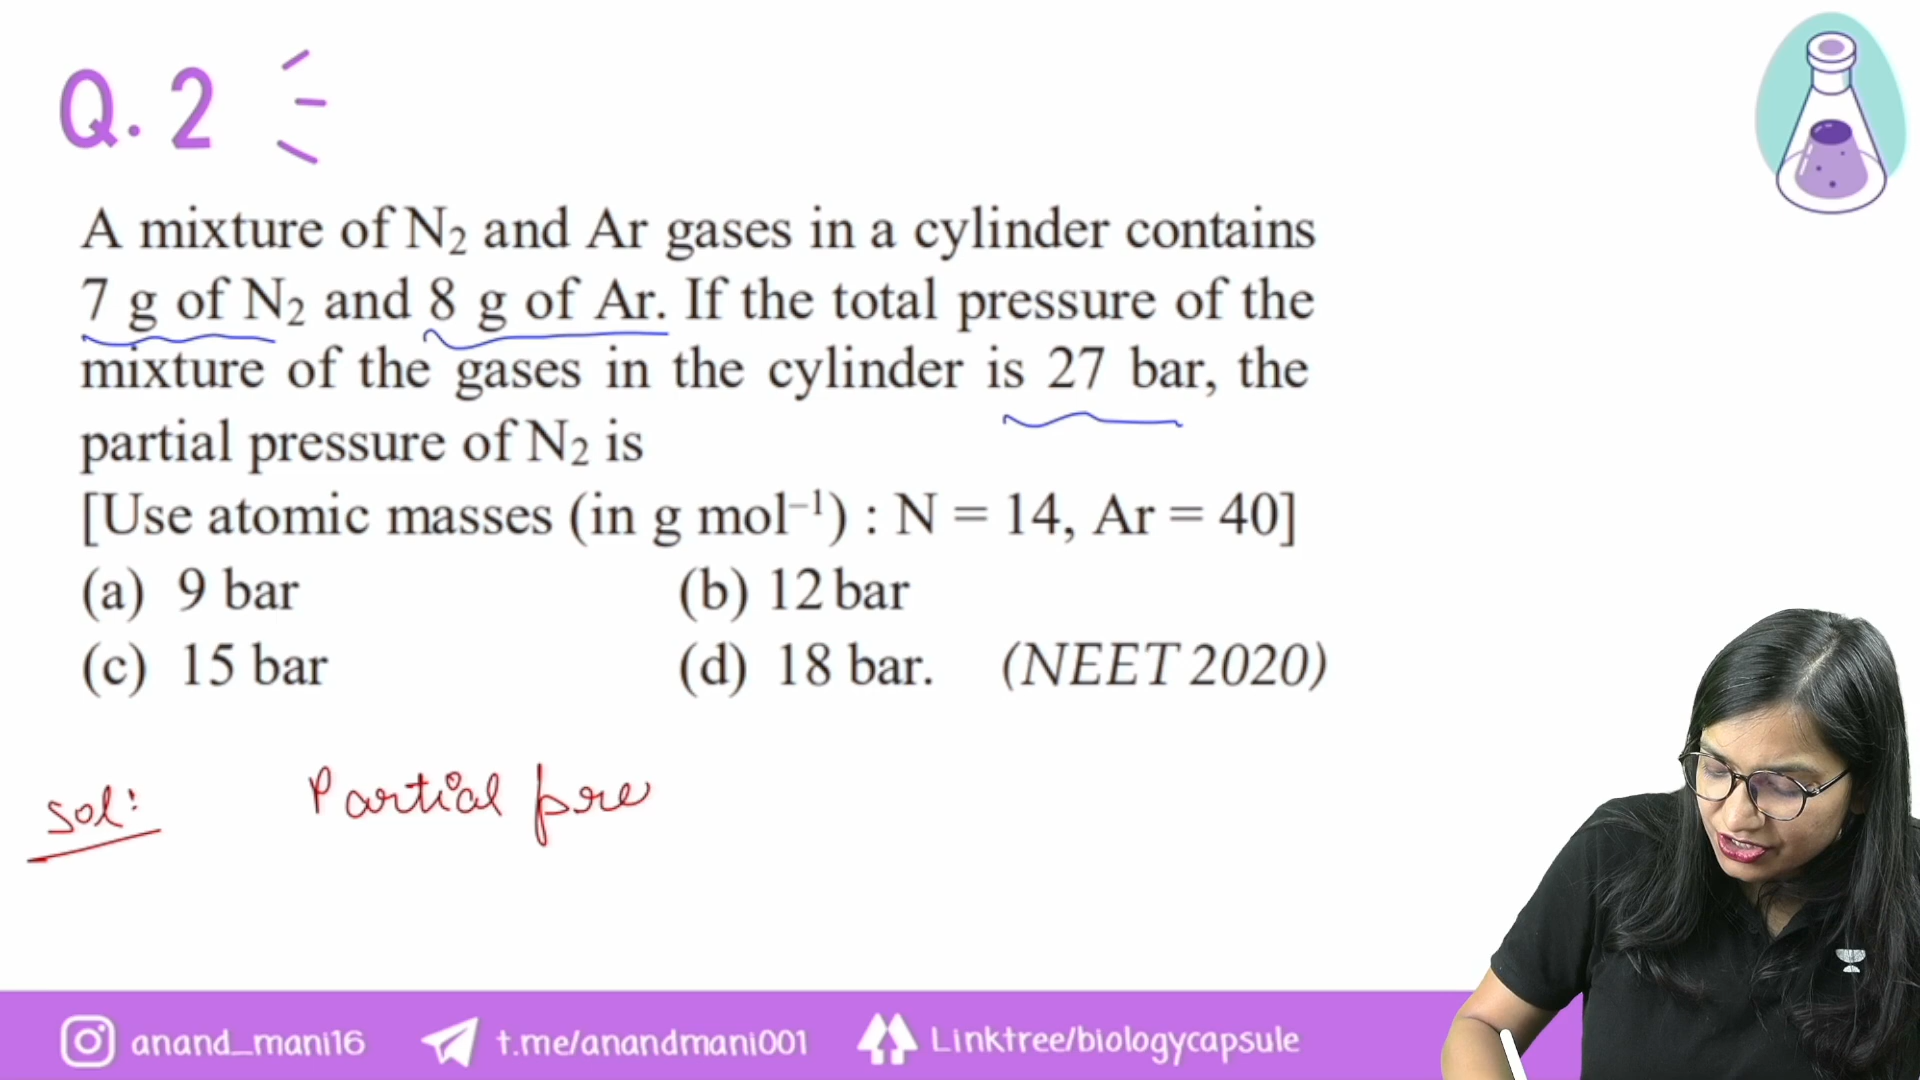 Q. 2
A mixture of N₂ and Ar gases in a cylinder contains
7 g of N₂ and 8 g of Ar. If the total pressure of the
mixture of the gases in the cylinder is 27 bar, the
partial pressure of N₂ is
[Use atomic masses (in g mol⁻¹) : N = 14, Ar = 40]
(a) 9 bar (b) 12 bar
(c) 15 bar (d) 18 bar. (NEET 2020)
Sol: Partial pre
anand_mani16 t.me/anandmani001 Linktree/biologycapsule